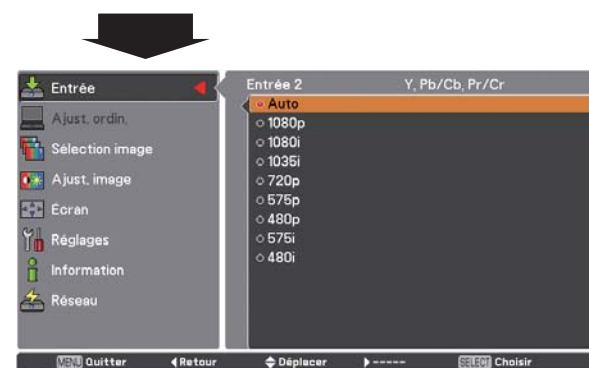 Entrée
Ajust. ordin.
Sélection image
Ajust. image
Écran
Réglages
Information
Réseau
Entrée 2 Y, Pb/Cb, Pr/Cr
Auto
1080p
1080i
1035i
720p
575p
480p
575i
480i
MENU Quitter Retour Déplacer ----- SELECT Choisir